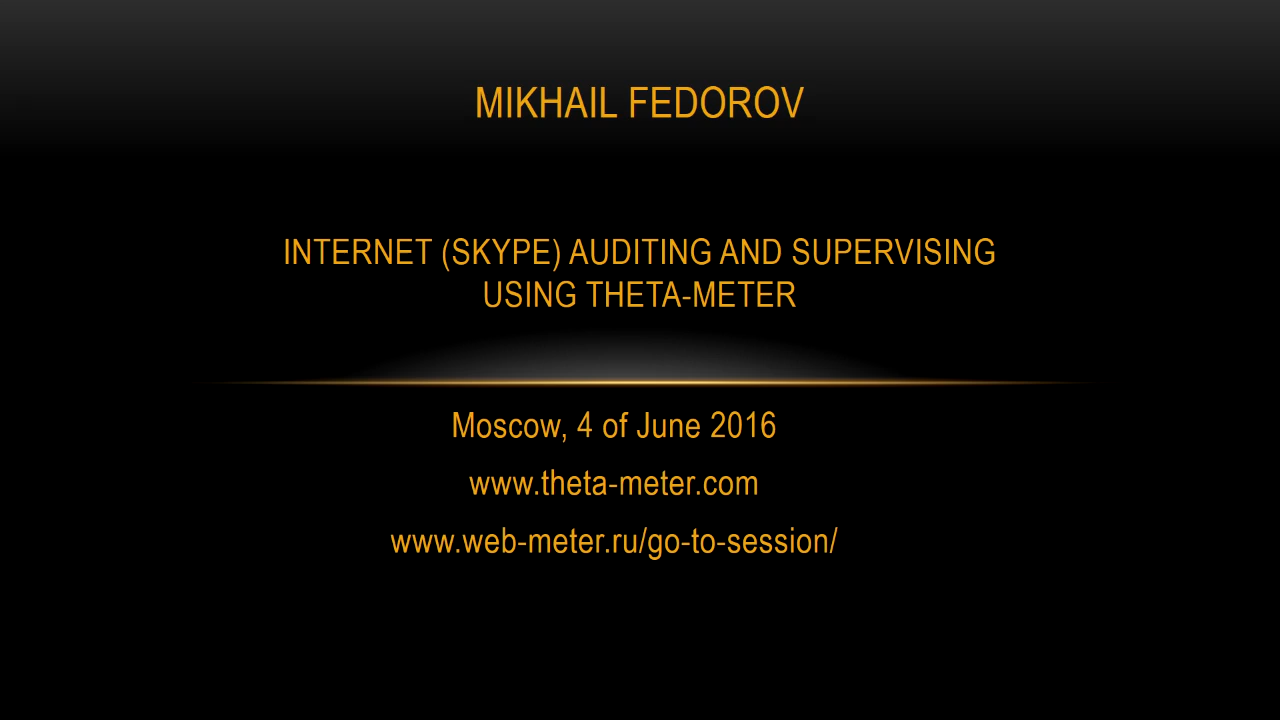 MIKHAIL FEDOROV
INTERNET (SKYPE) AUDITING AND SUPERVISING
USING THETA-METER
Moscow, 4 of June 2016
www.theta-meter.com
www.web-meter.ru/go-to-session/